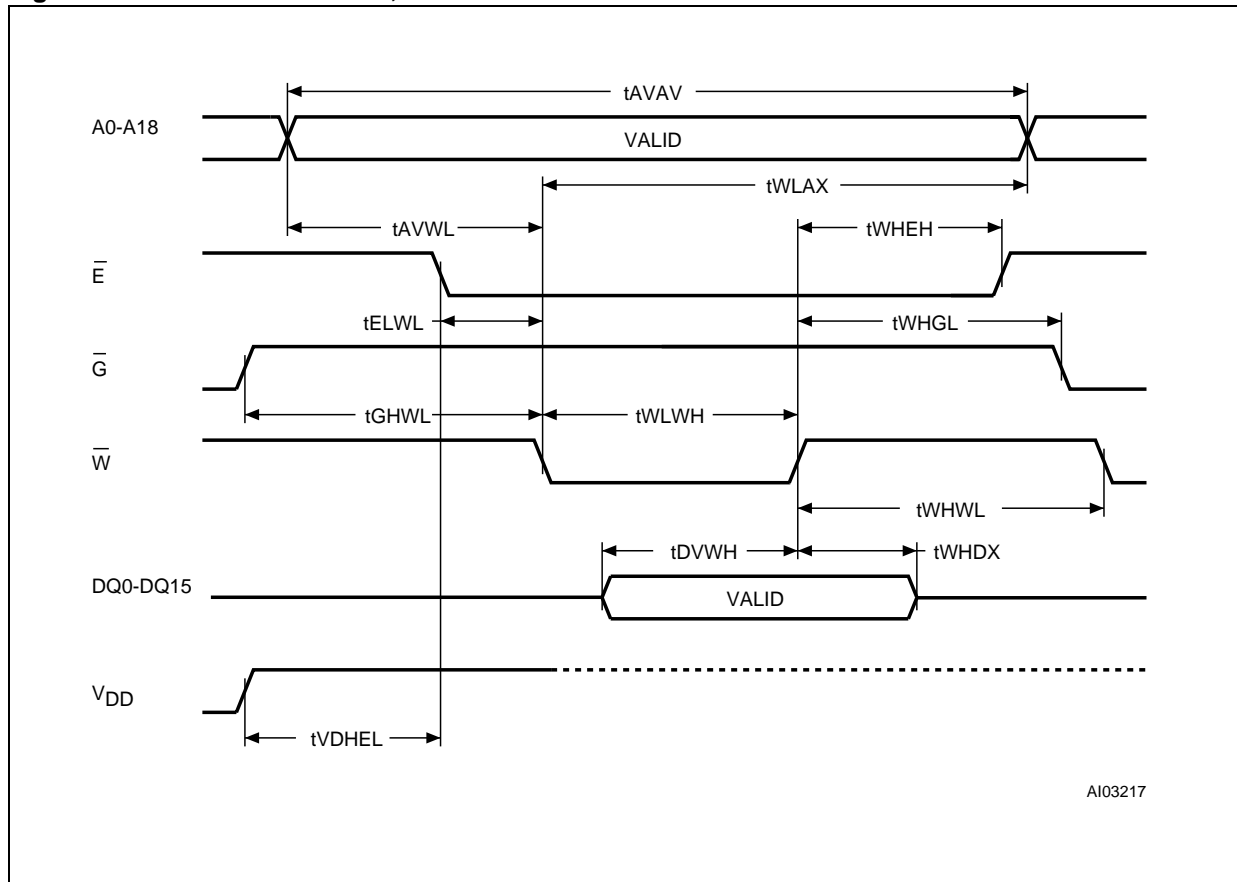 tAVAV
A0-A18
VALID
tWLAX
tAVWL
tWHEH
E̅
tELWL
tWHGL
G̅
tGHWL
tWLWH
W̅
tWHWL
tDVWH
tWHDX
DQ0-DQ15
VALID
VDD
tVDHEL
AI03217